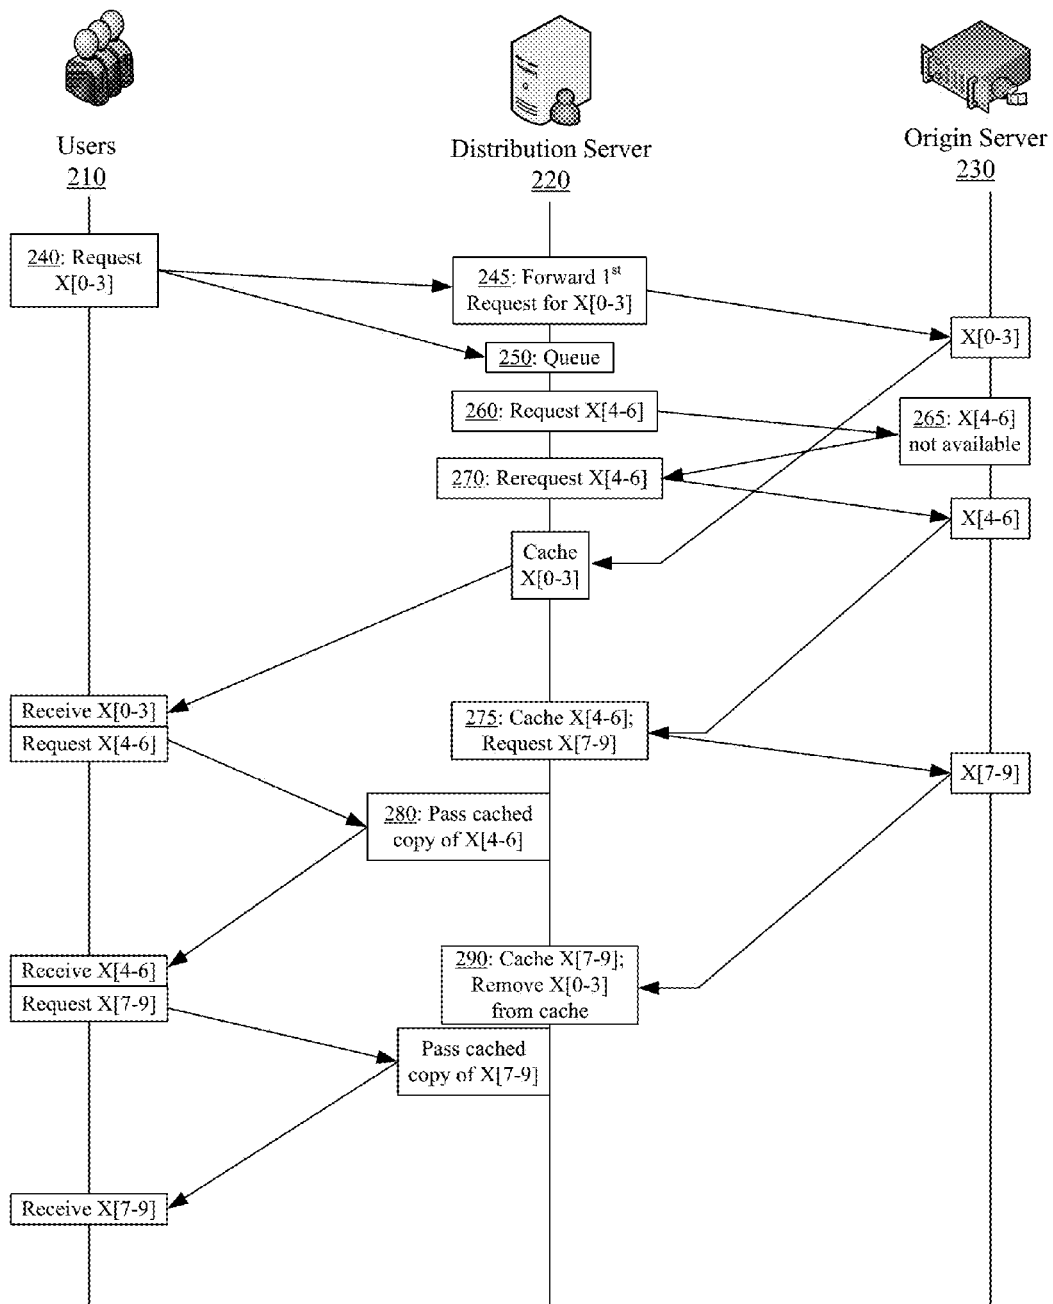 Users
210
Distribution Server
220
Origin Server
230
240: Request
X[0-3]
245: Forward 1st
Request for X[0-3]
X[0-3]
250: Queue
260: Request X[4-6]
265: X[4-6]
not available
270: Rerequest X[4-6]
X[4-6]
Cache
X[0-3]
Receive X[0-3]
Request X[4-6]
275: Cache X[4-6];
Request X[7-9]
X[7-9]
280: Pass cached
copy of X[4-6]
Receive X[4-6]
Request X[7-9]
290: Cache X[7-9];
Remove X[0-3]
from cache
Pass cached
copy of X[7-9]
Receive X[7-9]